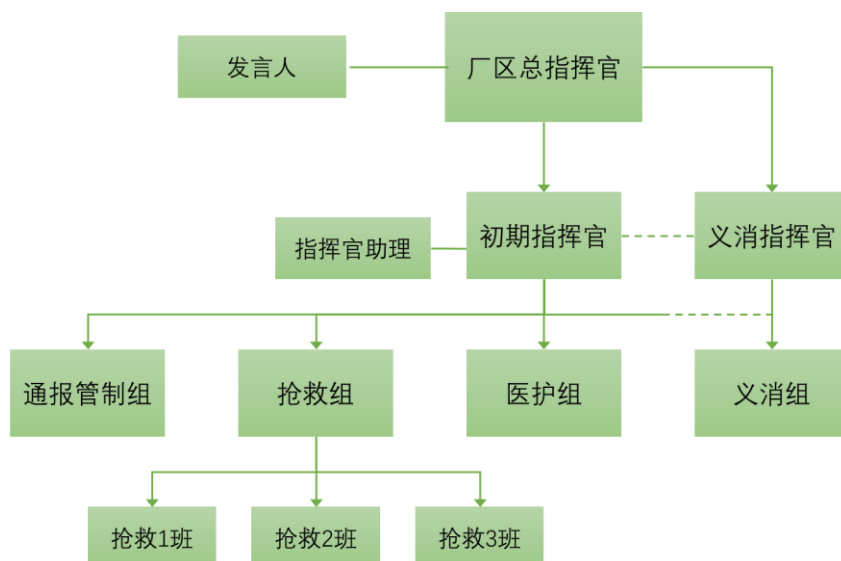 发言人
厂区总指挥官
指挥官助理
初期指挥官
义消指挥官
通报管制组
抢救组
医护组
义消组
抢救1班
抢救2班
抢救3班